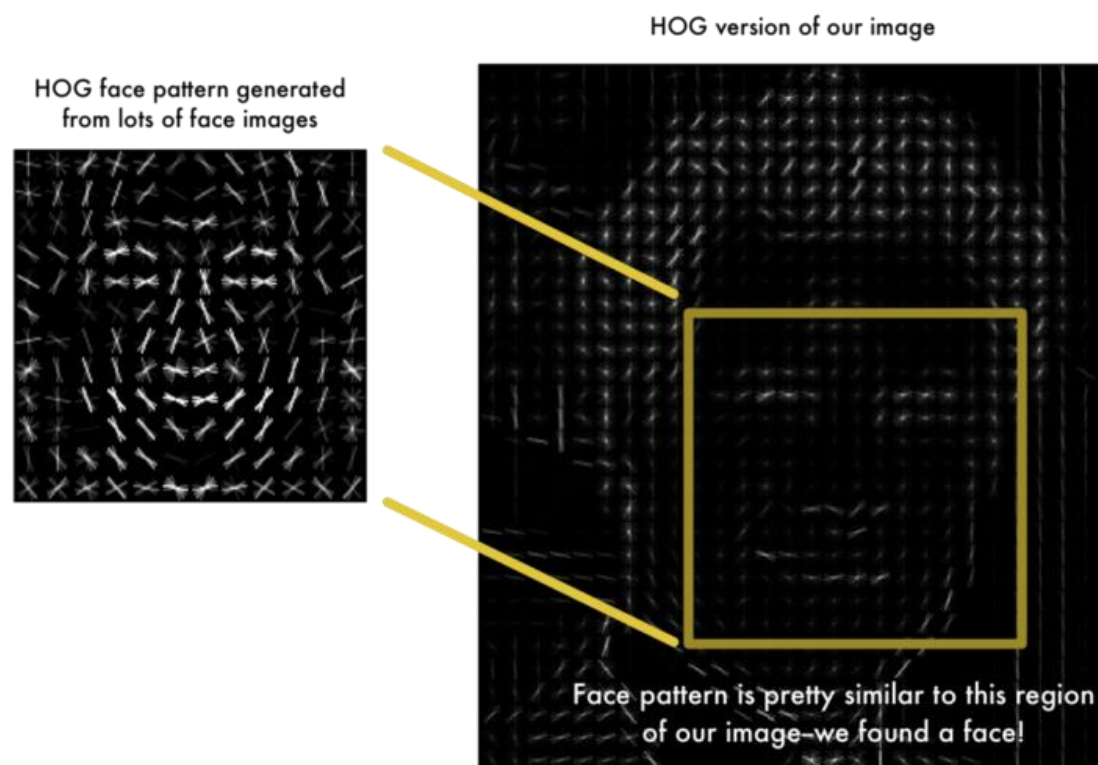 HOG version of our image
HOG face pattern generated
from lots of face images
Face pattern is pretty similar to this region
of our image–we found a face!